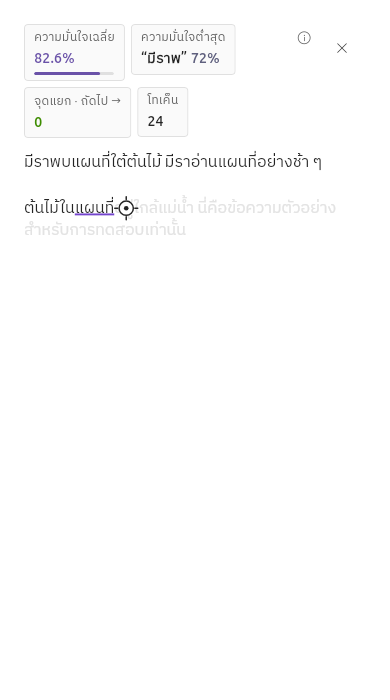 ความมั่นใจเฉลี่ย
82.6%
ความมั่นใจต่ำสุด
“มีราพ” 72%
จุดแยก · ถัดไป →
0
โทเค็น
24
มีราพบแผนที่ใต้ต้นไม้ มีราอ่านแผนที่อย่างช้า ๆ
ต้นไม้ในแผนที่ ใกล้แม่น้ำ นี่คือข้อความตัวอย่าง
สำหรับการทดสอบเท่านั้น